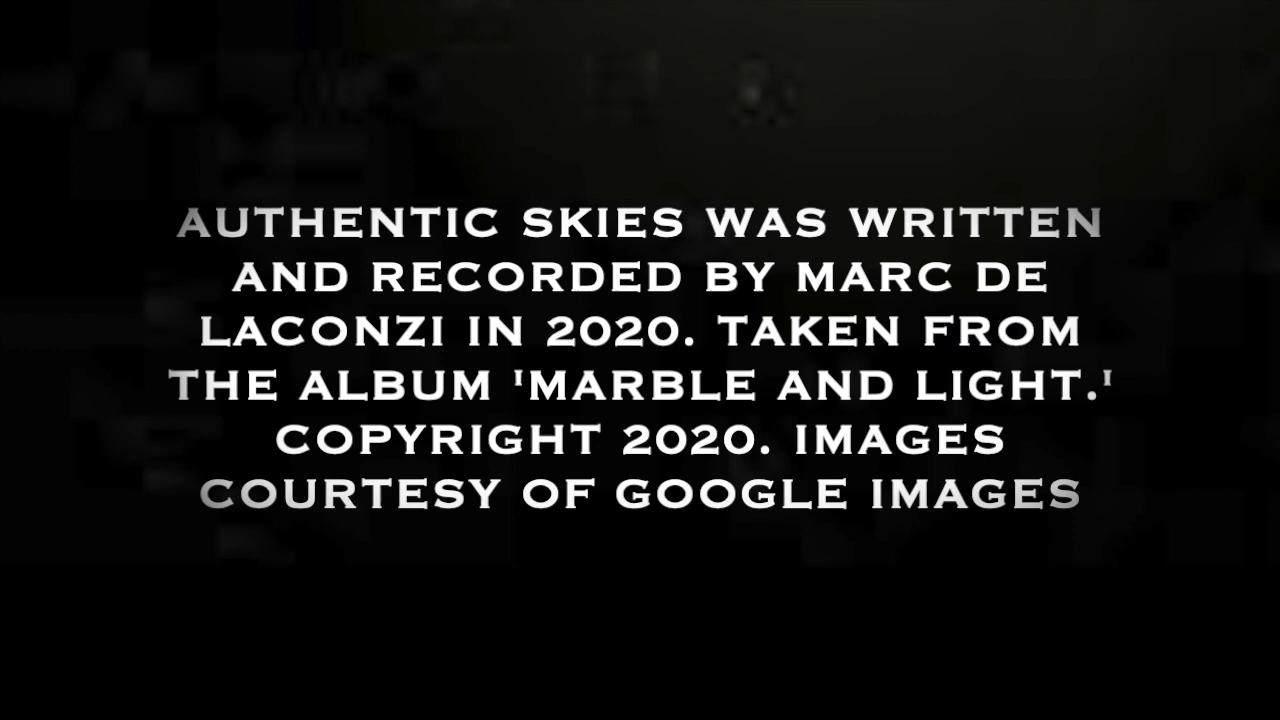 AUTHENTIC SKIES WAS WRITTEN
AND RECORDED BY MARC DE
LACONZI IN 2020. TAKEN FROM
THE ALBUM 'MARBLE AND LIGHT.'
COPYRIGHT 2020. IMAGES
COURTESY OF GOOGLE IMAGES